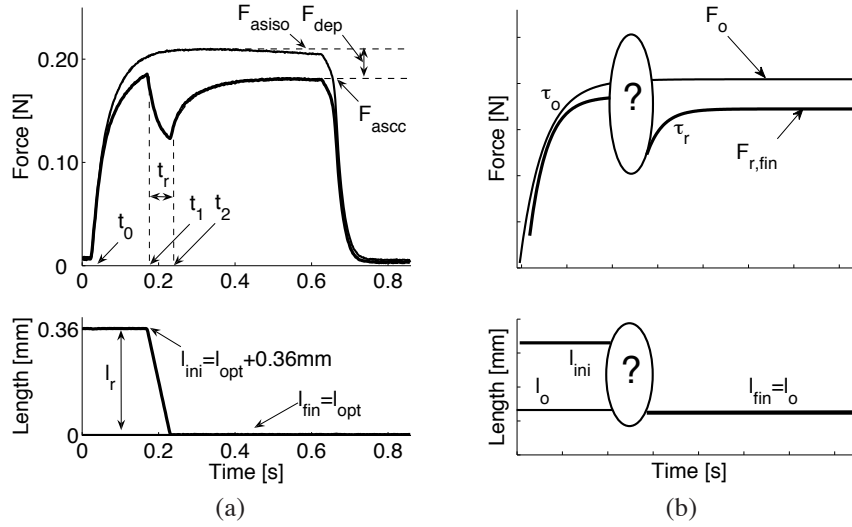 F_asiso F_dep
0.20
F_ascc
Force [N]
0.10
t_r
t_0
t_1 t_2
0
0 0.2 0.4 0.6 0.8
0.36
l_ini=l_opt+0.36mm
l_r
Length [mm]
l_fin=l_opt
0
0 0.2 0.4 0.6 0.8
Time [s]
(a)
F_o
τ_o
?
Force [N]
τ_r
F_r,fin
l_ini
?
Length [mm]
l_o
l_fin=l_o
Time [s]
(b)